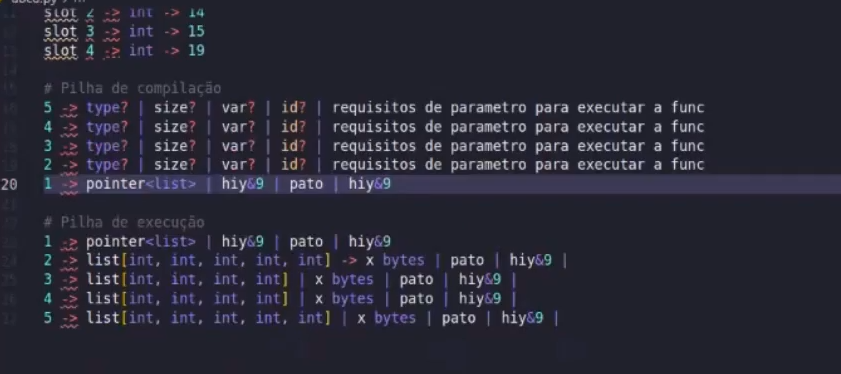 slot 2 -> int -> 14
slot 3 -> int -> 15
slot 4 -> int -> 19
# Pilha de compilação
5 -> type? | size? | var? | id? | requisitos de parametro para executar a func
4 -> type? | size? | var? | id? | requisitos de parametro para executar a func
3 -> type? | size? | var? | id? | requisitos de parametro para executar a func
2 -> type? | size? | var? | id? | requisitos de parametro para executar a func
20 1 -> pointer<list> | hiy&9 | pato | hiy&9
# Pilha de execução
1 -> pointer<list> | hiy&9 | pato | hiy&9
2 -> list[int, int, int, int, int] -> x bytes | pato | hiy&9 |
3 -> list[int, int, int, int] | x bytes | pato | hiy&9 |
4 -> list[int, int, int, int] | x bytes | pato | hiy&9 |
5 -> list[int, int, int, int, int] | x bytes | pato | hiy&9 |